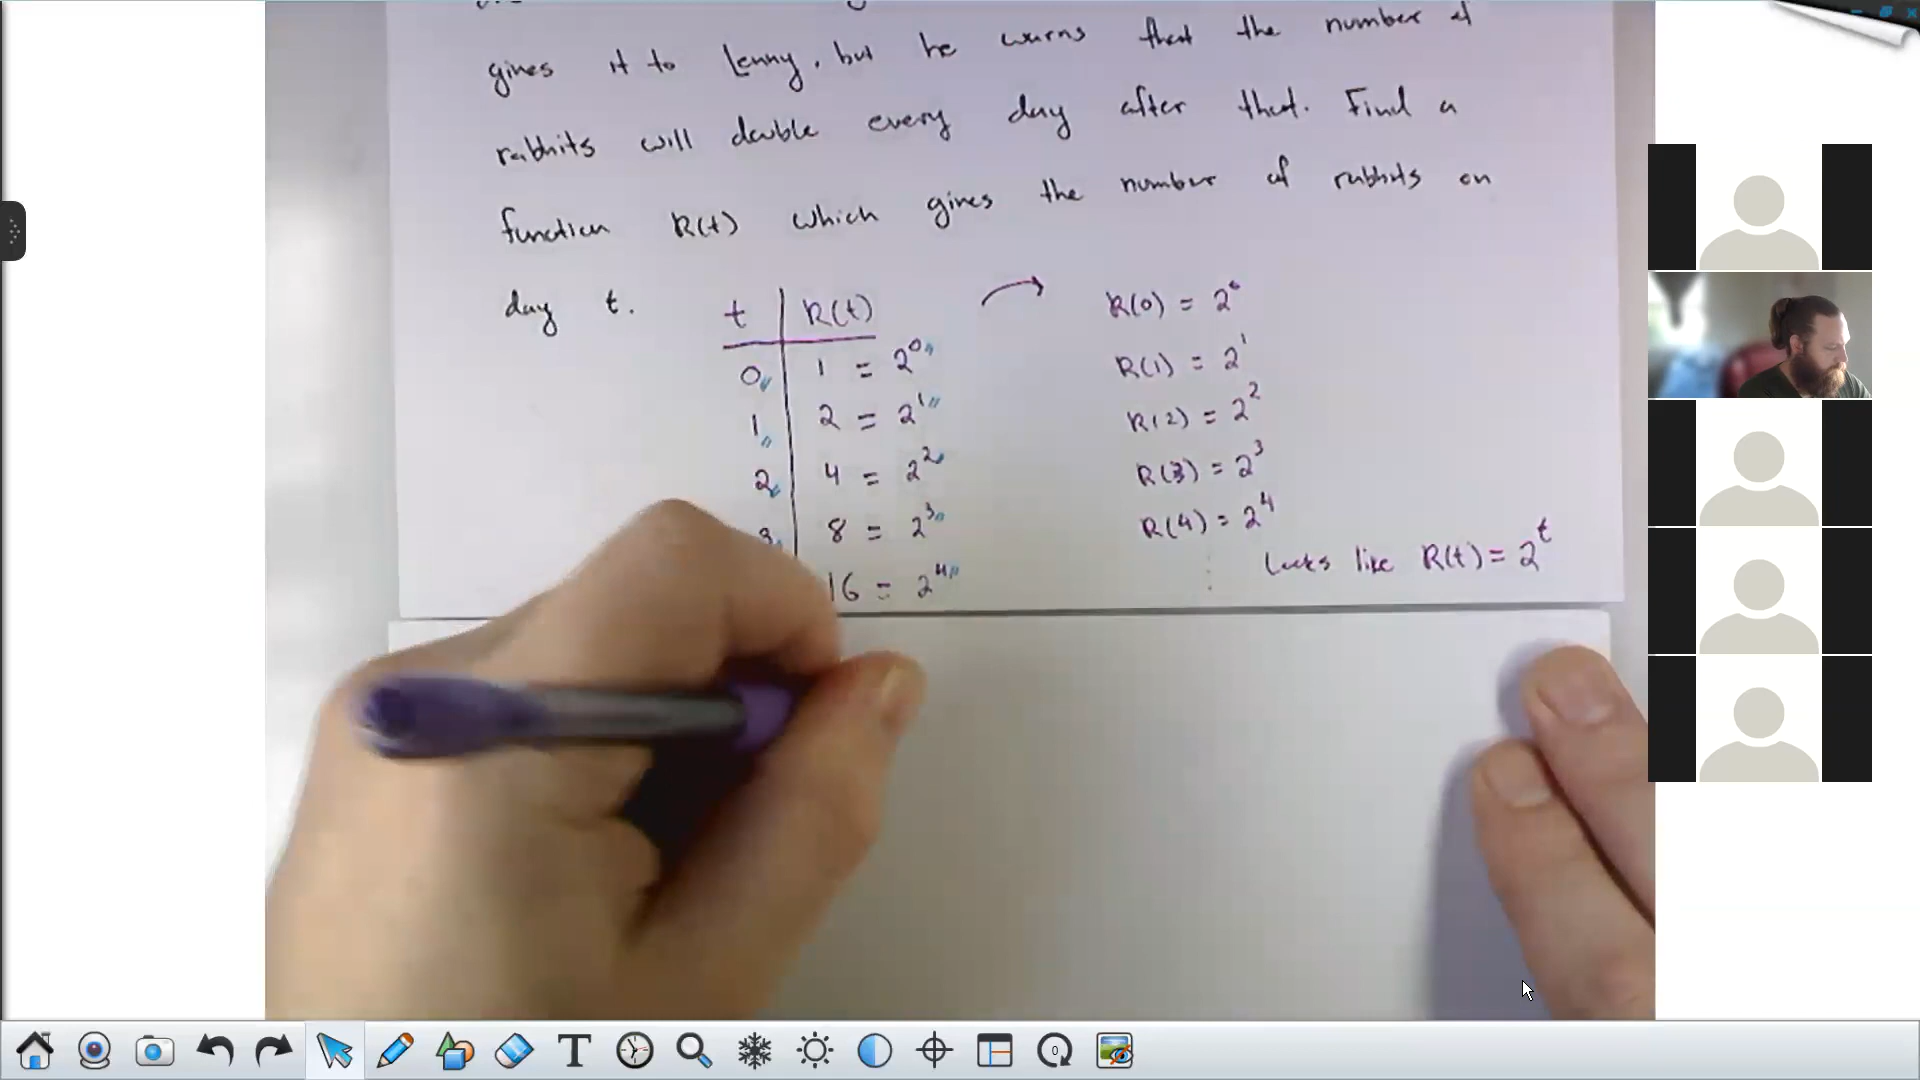 gives it to Lenny, but he warns that the number of
rabbits will double every day after that. Find a
function R(t) which gives the number of rabbits on
day t.
t R(t)
0 1 = 2^0
1 2 = 2^1
2 4 = 2^2
3 8 = 2^3
16 = 2^4
R(0) = 2^0
R(1) = 2^1
R(2) = 2^2
R(3) = 2^3
R(4) = 2^4
Looks like R(t) = 2^t
T
0